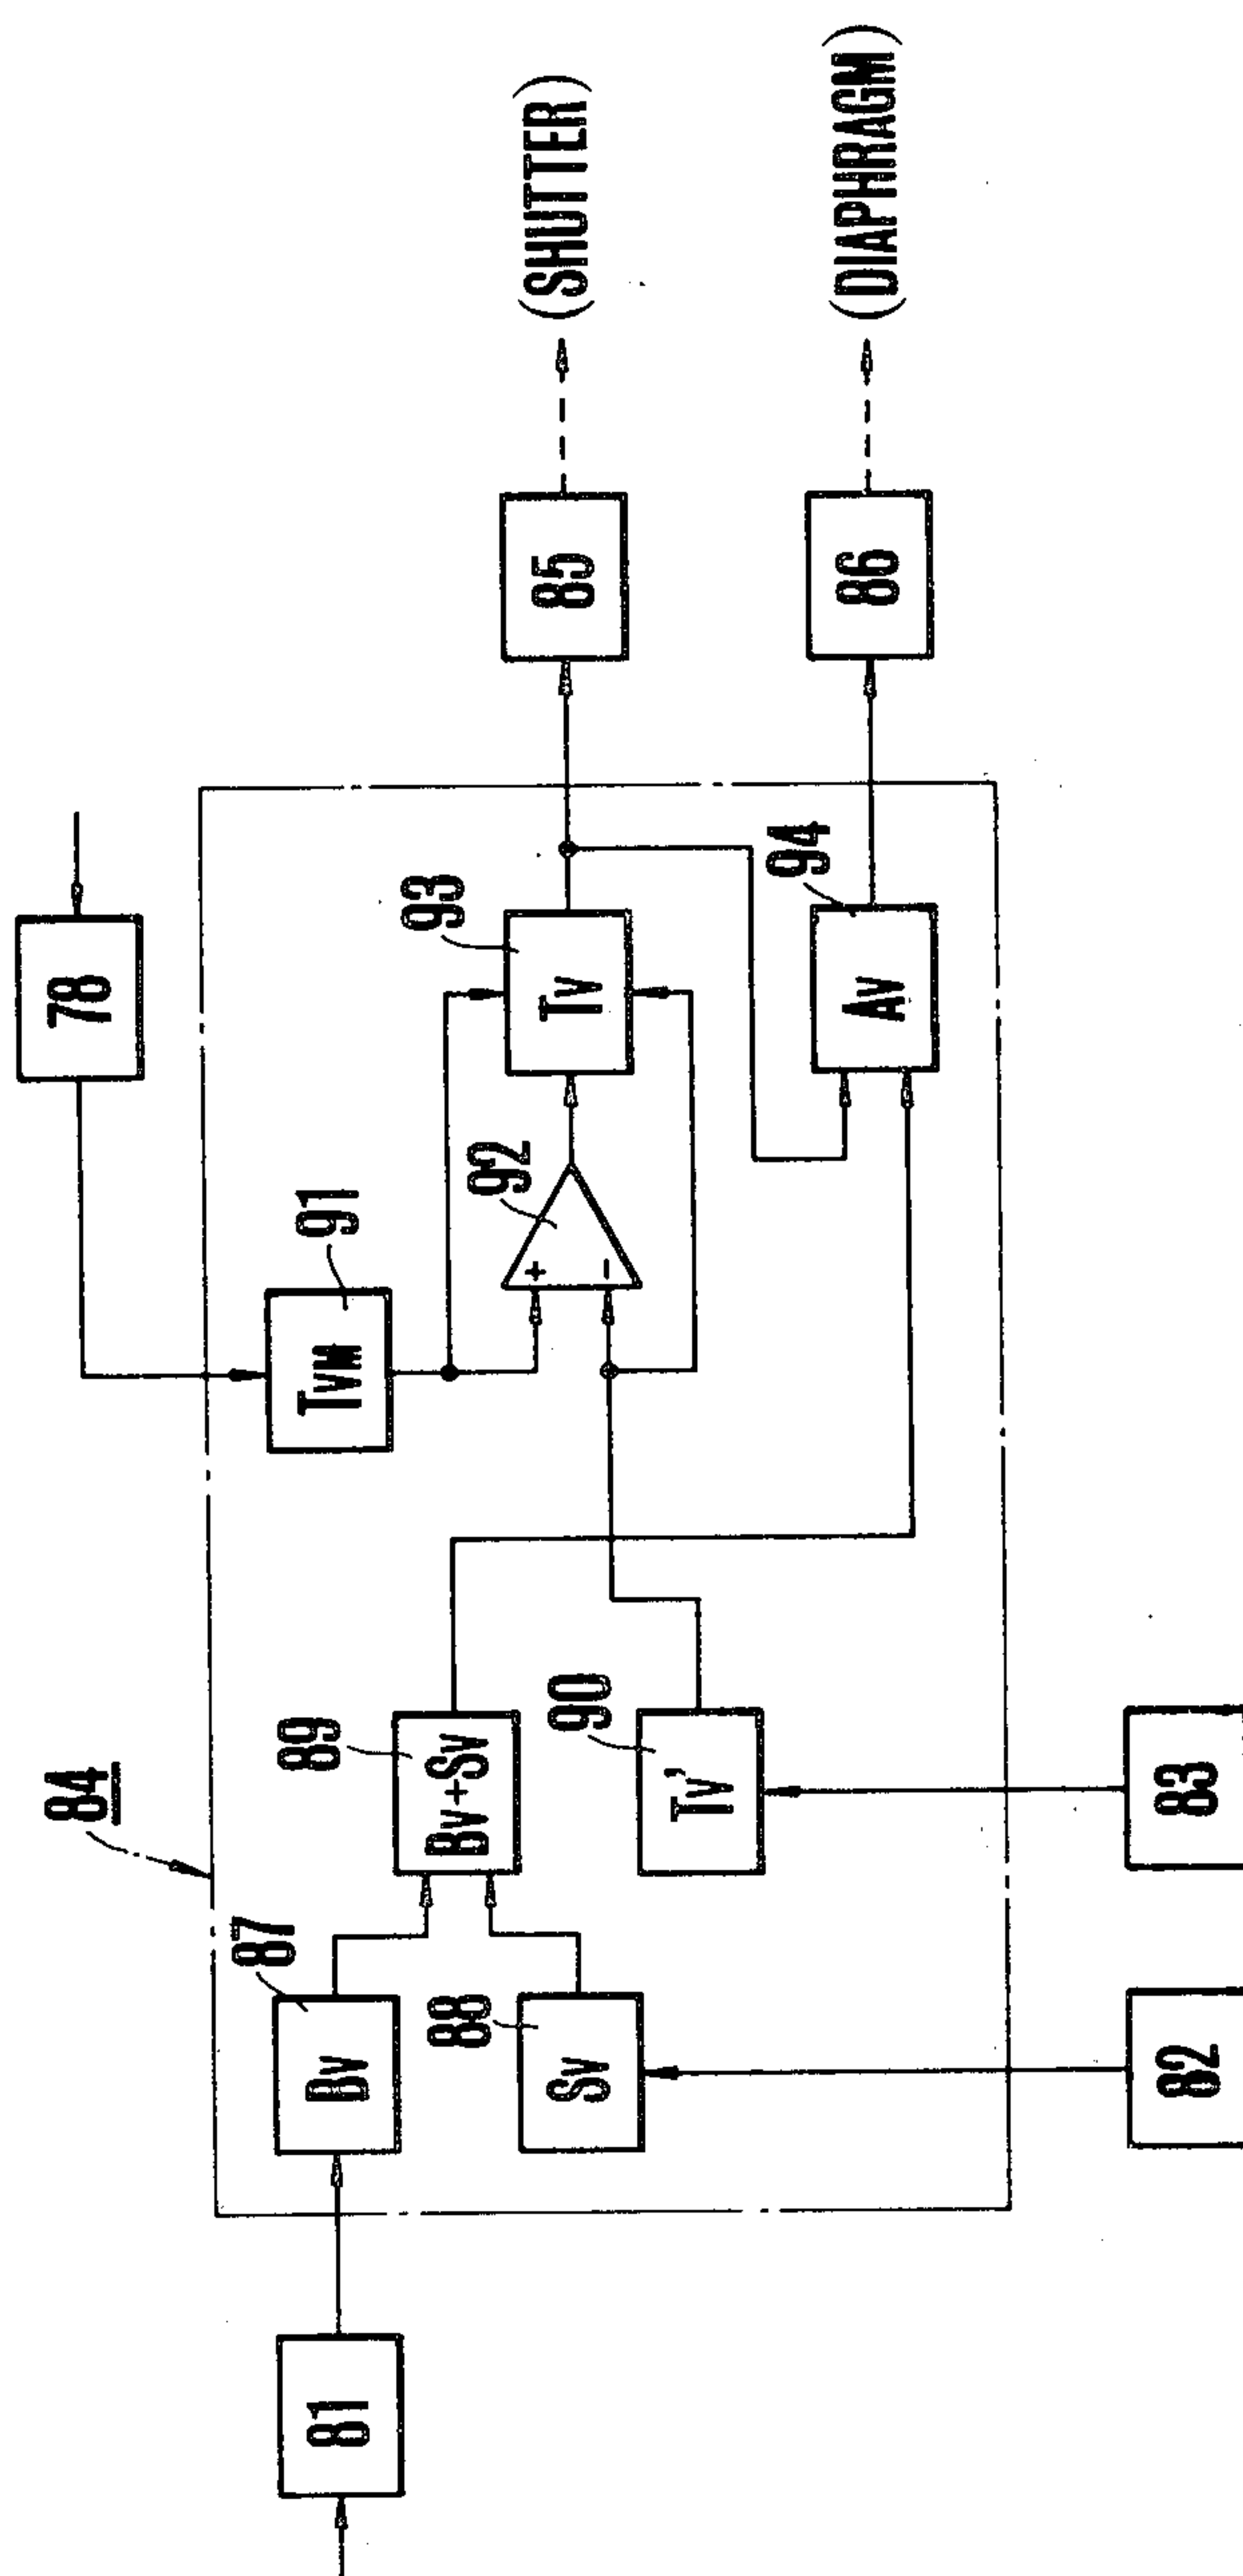 78
84
87
Bv
88
Sv
89
Bv+Sv
90
Tv'
91
TvM
92
+
−
93
Tv
94
Av
81
82
83
85
86
(SHUTTER)
(DIAPHRAGM)